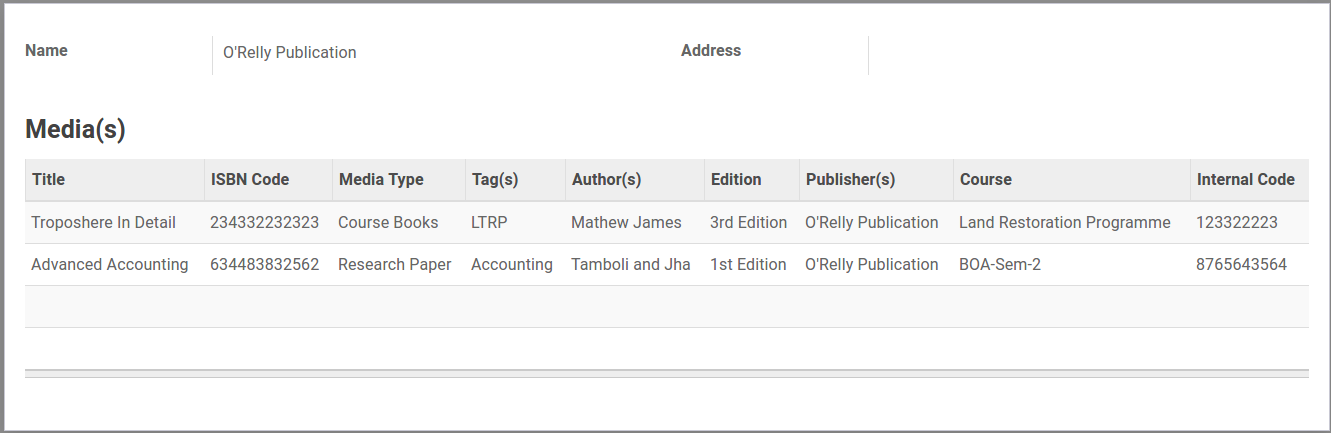 Name O'Relly Publication Address
Media(s)
Title ISBN Code Media Type Tag(s) Author(s) Edition Publisher(s) Course Internal Code
Troposhere In Detail 234332232323 Course Books LTRP Mathew James 3rd Edition O'Relly Publication Land Restoration Programme 123322223
Advanced Accounting 634483832562 Research Paper Accounting Tamboli and Jha 1st Edition O'Relly Publication BOA-Sem-2 8765643564